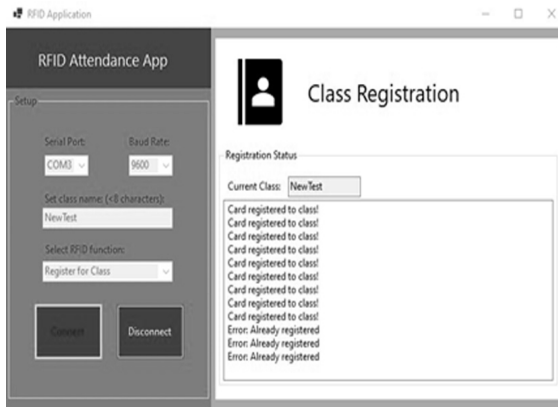 RFID Application
RFID Attendance App
Setup
Serial Port:
Baud Rate:
COM3
9600
Set class name: (<8 characters):
NewTest
Select RFID function:
Register for Class
Connect
Disconnect
Class Registration
Registration Status
Current Class: NewTest
Card registered to class!
Card registered to class!
Card registered to class!
Card registered to class!
Card registered to class!
Card registered to class!
Card registered to class!
Card registered to class!
Card registered to class!
Error: Already registered
Error: Already registered
Error: Already registered